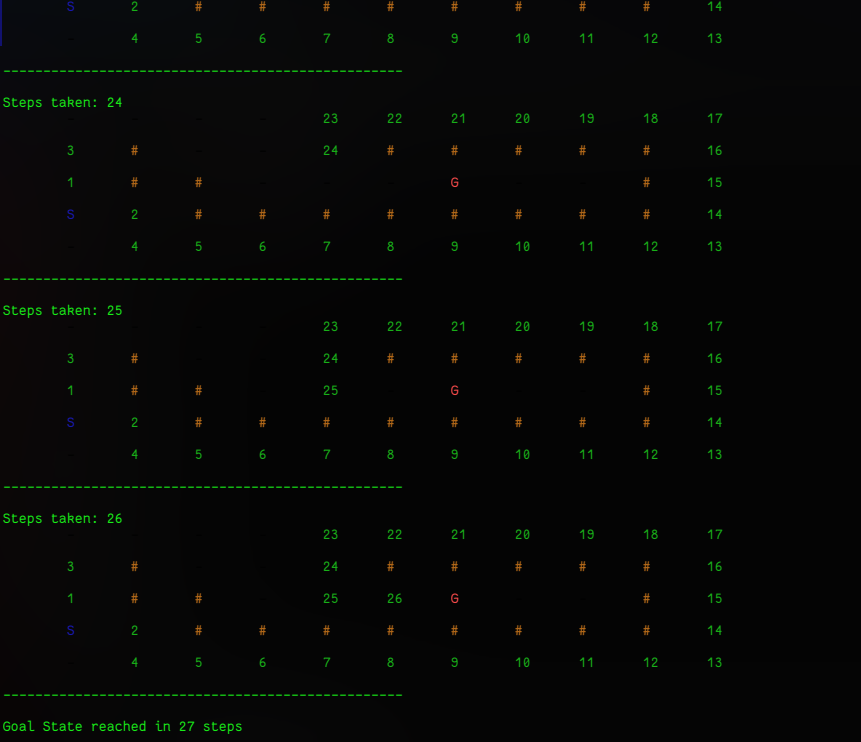 S 2 # # # # # # # # 14
- 4 5 6 7 8 9 10 11 12 13
--------------------------------------------------
Steps taken: 24
- - - - 23 22 21 20 19 18 17
3 # - - 24 # # # # # 16
1 # # - - - G - - # 15
S 2 # # # # # # # # 14
- 4 5 6 7 8 9 10 11 12 13
--------------------------------------------------
Steps taken: 25
- - - - 23 22 21 20 19 18 17
3 # - - 24 # # # # # 16
1 # # - 25 - G - - # 15
S 2 # # # # # # # # 14
- 4 5 6 7 8 9 10 11 12 13
--------------------------------------------------
Steps taken: 26
- - - - 23 22 21 20 19 18 17
3 # - - 24 # # # # # 16
1 # # - 25 26 G - - # 15
S 2 # # # # # # # # 14
- 4 5 6 7 8 9 10 11 12 13
--------------------------------------------------
Goal State reached in 27 steps